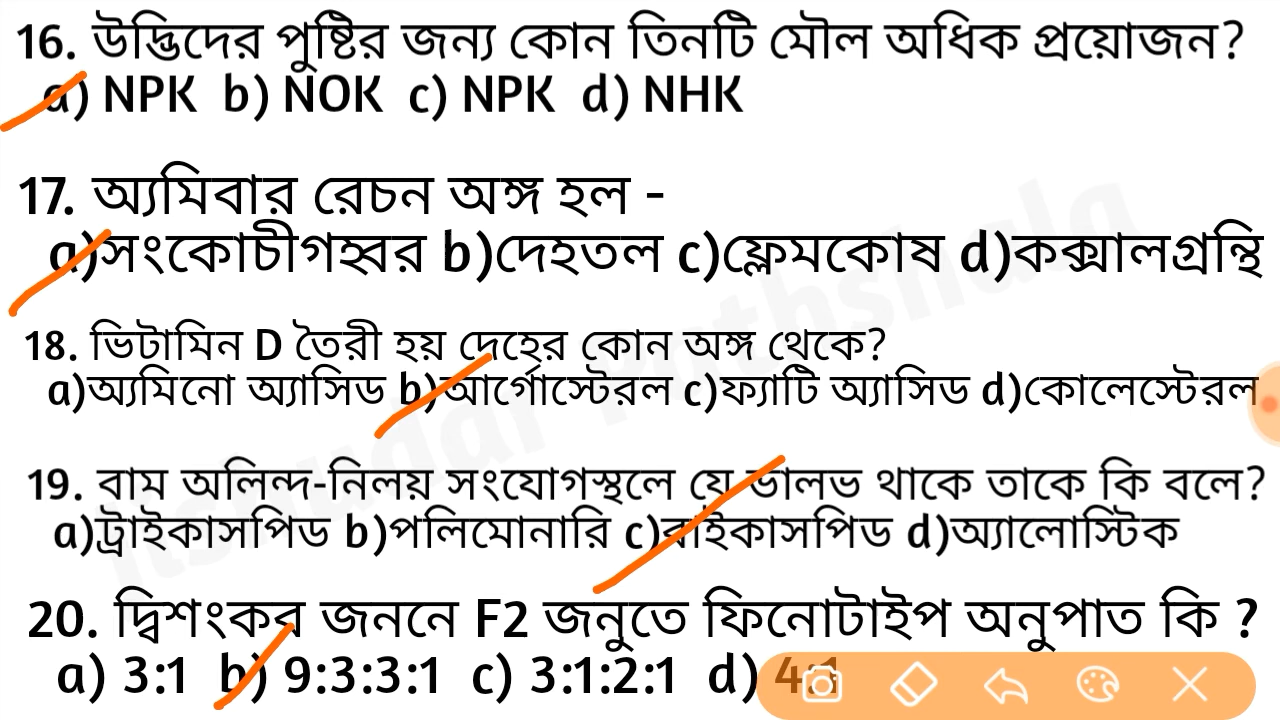 16. উদ্ভিদের পুষ্টির জন্য কোন তিনটি মৌল অধিক প্রয়োজন?
a) NPK b) NOK c) NPK d) NHK
17. অ্যমিবার রেচন অঙ্গ হল -
a)সংকোচীগহ্বর b)দেহতল c)ফ্লেমকোষ d)কক্সালগ্রন্থি
18. ভিটামিন D তৈরী হয় দেহের কোন অঙ্গ থেকে?
a)অ্যমিনো অ্যাসিড b)আর্গোস্টেরল c)ফ্যাটি অ্যাসিড d)কোলেস্টেরল
19. বাম অলিন্দ-নিলয় সংযোগস্থলে যে ভালভ থাকে তাকে কি বলে?
a)ট্রাইকাসপিড b)পলিমোনারি c)বাইকাসপিড d)অ্যালোস্টিক
20. দ্বিশংকর জননে F2 জনুতে ফিনোটাইপ অনুপাত কি ?
a) 3:1 b) 9:3:3:1 c) 3:1:2:1 d) 4:1